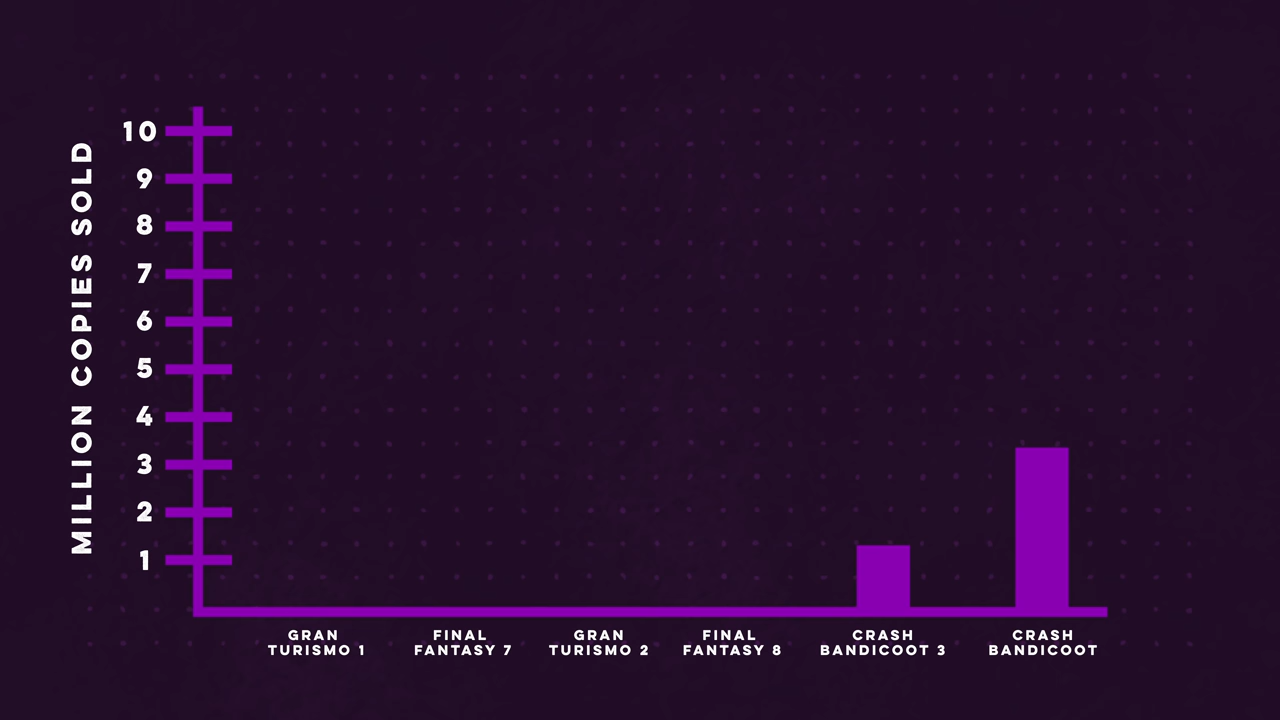 MILLION COPIES SOLD
10
9
8
7
6
5
4
3
2
1
GRAN
TURISMO 1
FINAL
FANTASY 7
GRAN
TURISMO 2
FINAL
FANTASY 8
CRASH
BANDICOOT 3
CRASH
BANDICOOT